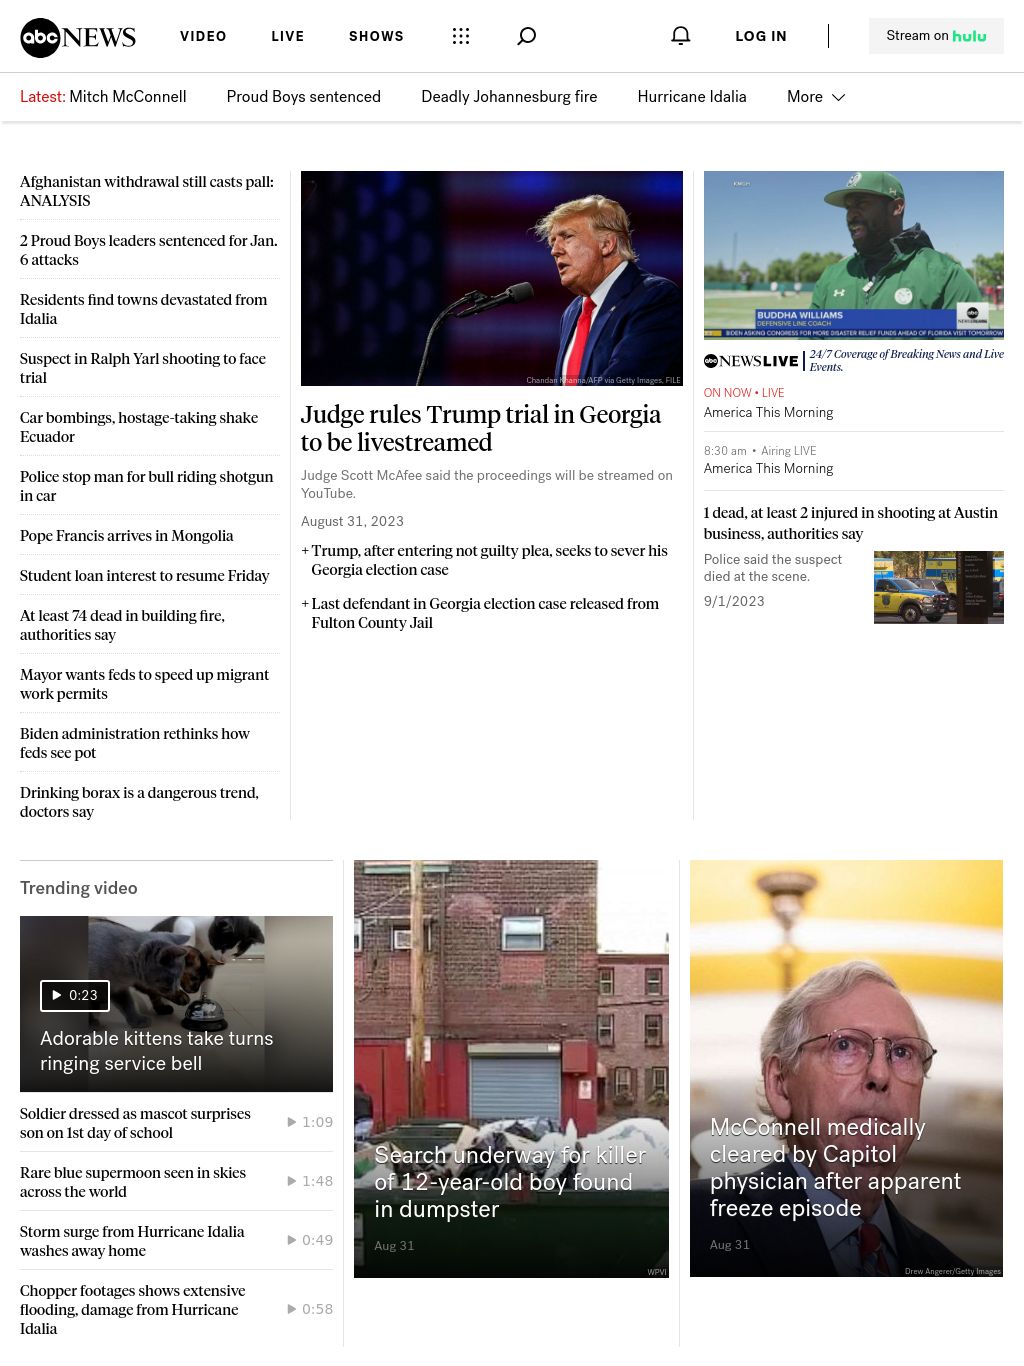 abc NEWS
VIDEO
LIVE
SHOWS
LOG IN
Stream on hulu
Latest: Mitch McConnell
Proud Boys sentenced
Deadly Johannesburg fire
Hurricane Idalia
More
Afghanistan withdrawal still casts pall:
ANALYSIS
2 Proud Boys leaders sentenced for Jan.
6 attacks
Residents find towns devastated from
Idalia
Suspect in Ralph Yarl shooting to face
trial
Car bombings, hostage-taking shake
Ecuador
Police stop man for bull riding shotgun
in car
Pope Francis arrives in Mongolia
Student loan interest to resume Friday
At least 74 dead in building fire,
authorities say
Mayor wants feds to speed up migrant
work permits
Biden administration rethinks how
feds see pot
Drinking borax is a dangerous trend,
doctors say
Chandan Khanna/AFP via Getty Images, FILE
Judge rules Trump trial in Georgia
to be livestreamed
Judge Scott McAfee said the proceedings will be streamed on
YouTube.
August 31, 2023
+ Trump, after entering not guilty plea, seeks to sever his
Georgia election case
+ Last defendant in Georgia election case released from
Fulton County Jail
BUDDHA WILLIAMS
DEFENSIVE LINE COACH
BIDEN ASKING CONGRESS FOR MORE DISASTER RELIEF FUNDS AHEAD OF FLORIDA VISIT TOMORROW
abc NEWS LIVE
24/7 Coverage of Breaking News and Live
Events.
ON NOW • LIVE
America This Morning
8:30 am • Airing LIVE
America This Morning
1 dead, at least 2 injured in shooting at Austin
business, authorities say
Police said the suspect
died at the scene.
9/1/2023
Trending video
0:23
Adorable kittens take turns
ringing service bell
Soldier dressed as mascot surprises
son on 1st day of school
1:09
Rare blue supermoon seen in skies
across the world
1:48
Storm surge from Hurricane Idalia
washes away home
0:49
Chopper footages shows extensive
flooding, damage from Hurricane
Idalia
0:58
Search underway for killer
of 12-year-old boy found
in dumpster
Aug 31
WPVI
McConnell medically
cleared by Capitol
physician after apparent
freeze episode
Aug 31
Drew Angerer/Getty Images